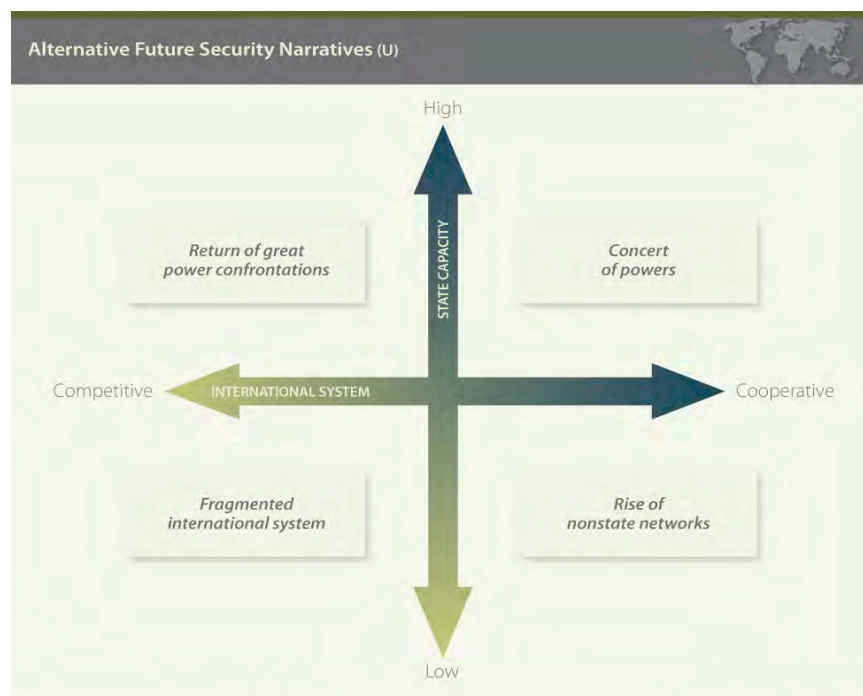 Alternative Future Security Narratives (U)
High
Return of great
power confrontations
STATE CAPACITY
Concert
of powers
Competitive
INTERNATIONAL SYSTEM
Cooperative
Fragmented
international system
Rise of
nonstate networks
Low